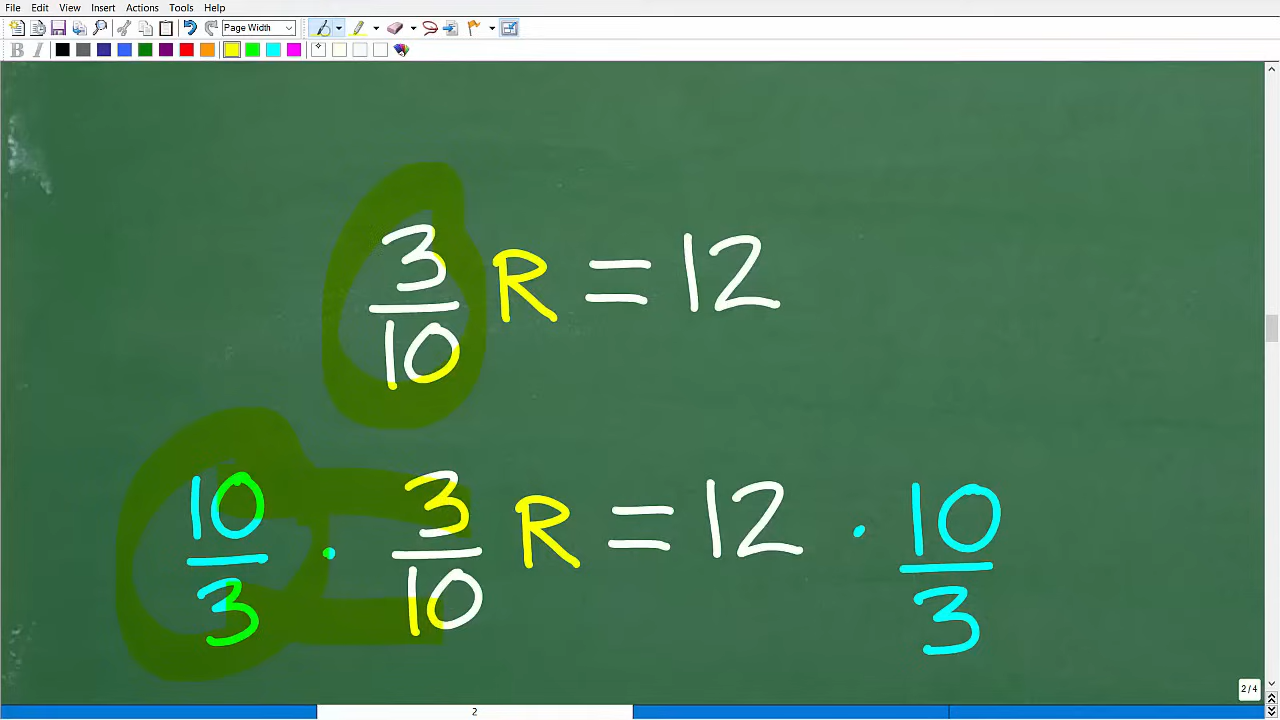 File Edit View Insert Actions Tools Help
Page Width
B I
3/10 R = 12
10/3 · 3/10 R = 12 · 10/3
2 / 4
2